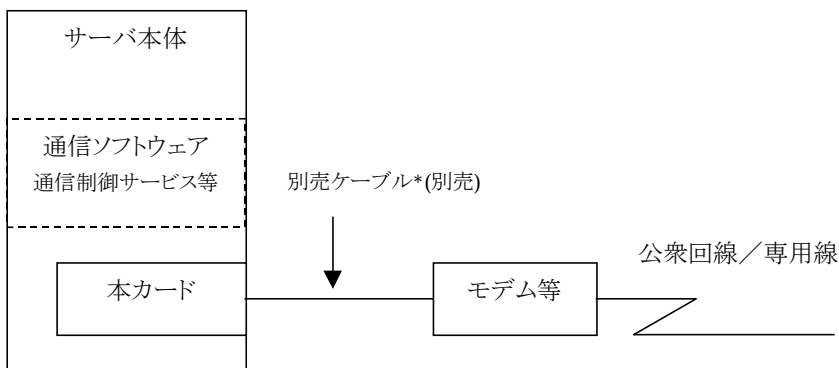 サーバ本体
通信ソフトウェア
通信制御サービス等
別売ケーブル*(別売)
公衆回線／専用線
本カード
モデム等